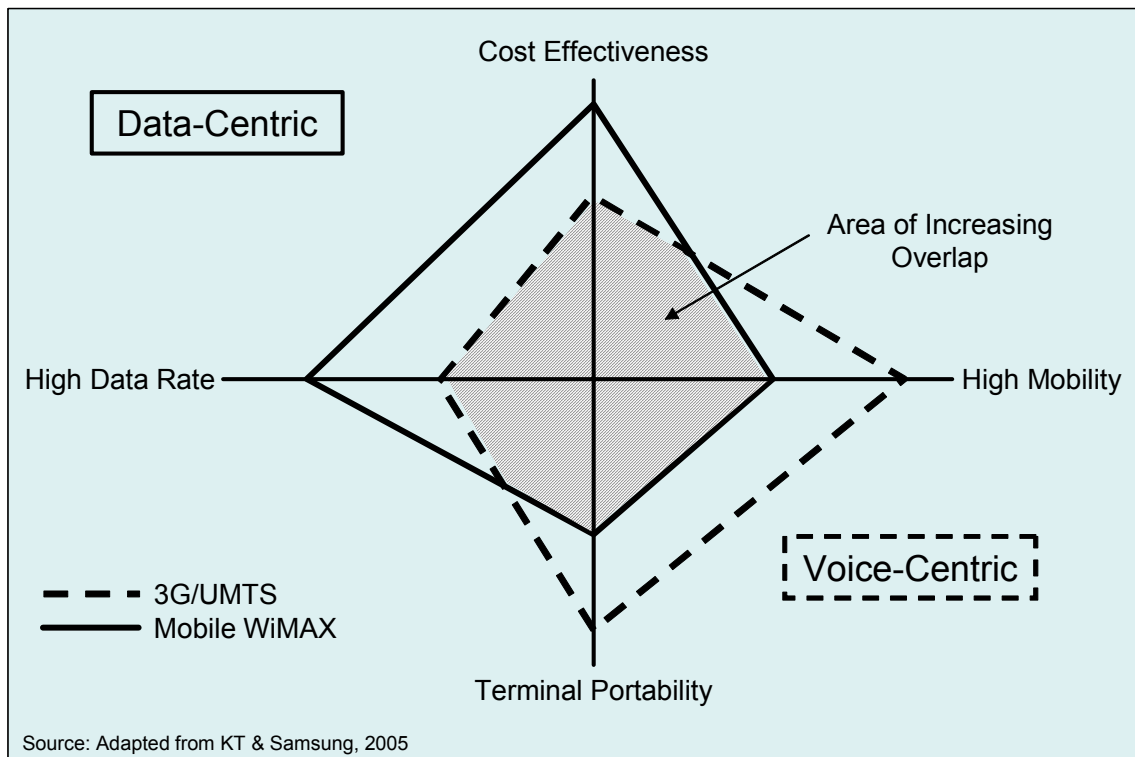 Cost Effectiveness
Data-Centric
Area of Increasing
Overlap
High Data Rate
High Mobility
Voice-Centric
3G/UMTS
Mobile WiMAX
Terminal Portability
Source: Adapted from KT & Samsung, 2005